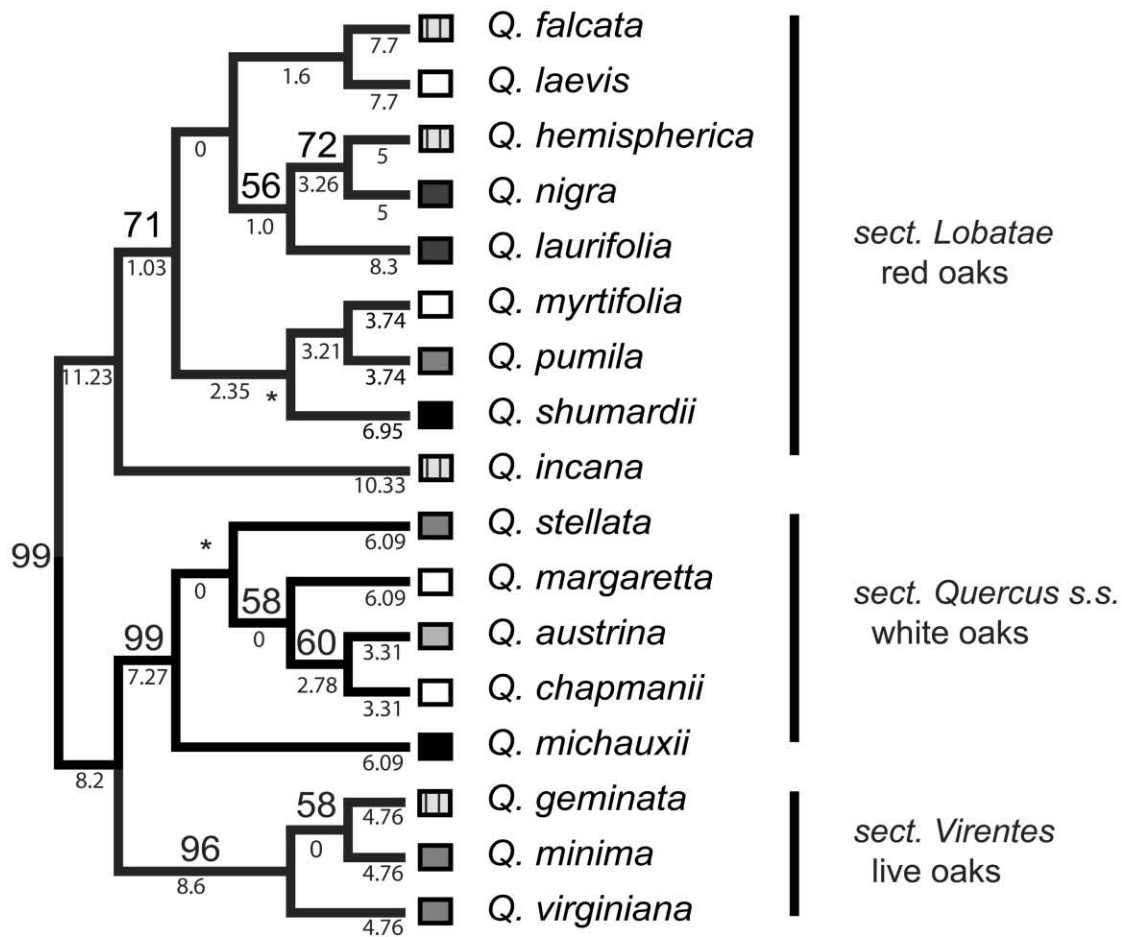 Q. falcata
7.7
1.6
Q. laevis
7.7
Q. hemispherica
0
72
5
3.26
Q. nigra
56
5
1.0
Q. laurifolia
71
8.3
1.03
Q. myrtifolia
3.74
3.21
Q. pumila
3.74
11.23
2.35
*
Q. shumardii
6.95
Q. incana
10.33
sect. Lobatae
red oaks
Q. stellata
6.09
*
99
0
Q. margaretta
6.09
58
0
Q. austrina
3.31
60
2.78
99
7.27
Q. chapmanii
3.31
Q. michauxii
6.09
8.2
sect. Quercus s.s.
white oaks
Q. geminata
4.76
58
0
Q. minima
4.76
96
8.6
Q. virginiana
4.76
sect. Virentes
live oaks